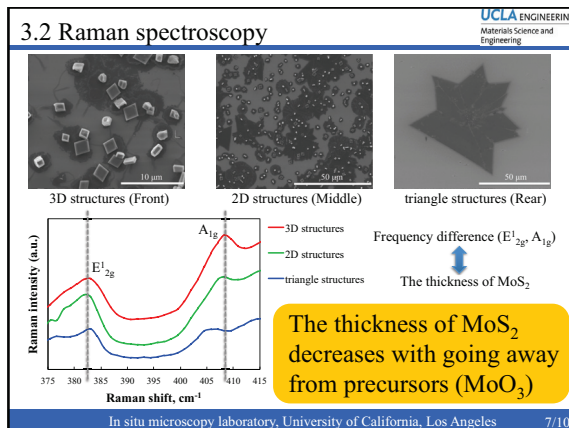 3.2 Raman spectroscopy
UCLA ENGINEERING
Materials Science and
Engineering
10 μm
50 μm
50 μm
3D structures (Front)
2D structures (Middle)
triangle structures (Rear)
Raman intensity (a.u.)
E¹₂g
A₁g
3D structures
2D structures
triangle structures
375 380 385 390 395 400 405 410 415
Raman shift, cm⁻¹
Frequency difference (E¹₂g, A₁g)
The thickness of MoS₂
The thickness of MoS₂
decreases with going away
from precursors (MoO₃)
In situ microscopy laboratory, University of California, Los Angeles
7/10